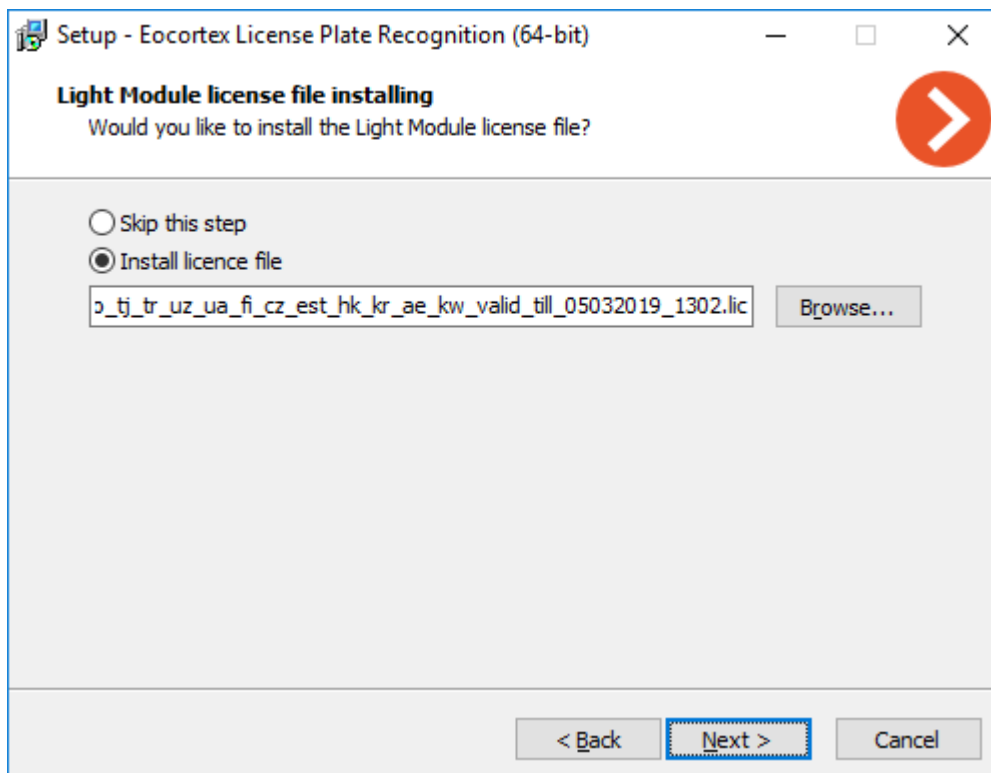 Setup - Eocortex License Plate Recognition (64-bit)
Light Module license file installing
Would you like to install the Light Module license file?
Skip this step
Install licence file
_tj_tr_uz_ua_fi_cz_est_hk_kr_ae_kw_valid_till_05032019_1302.lic
Browse...
< Back
Next >
Cancel